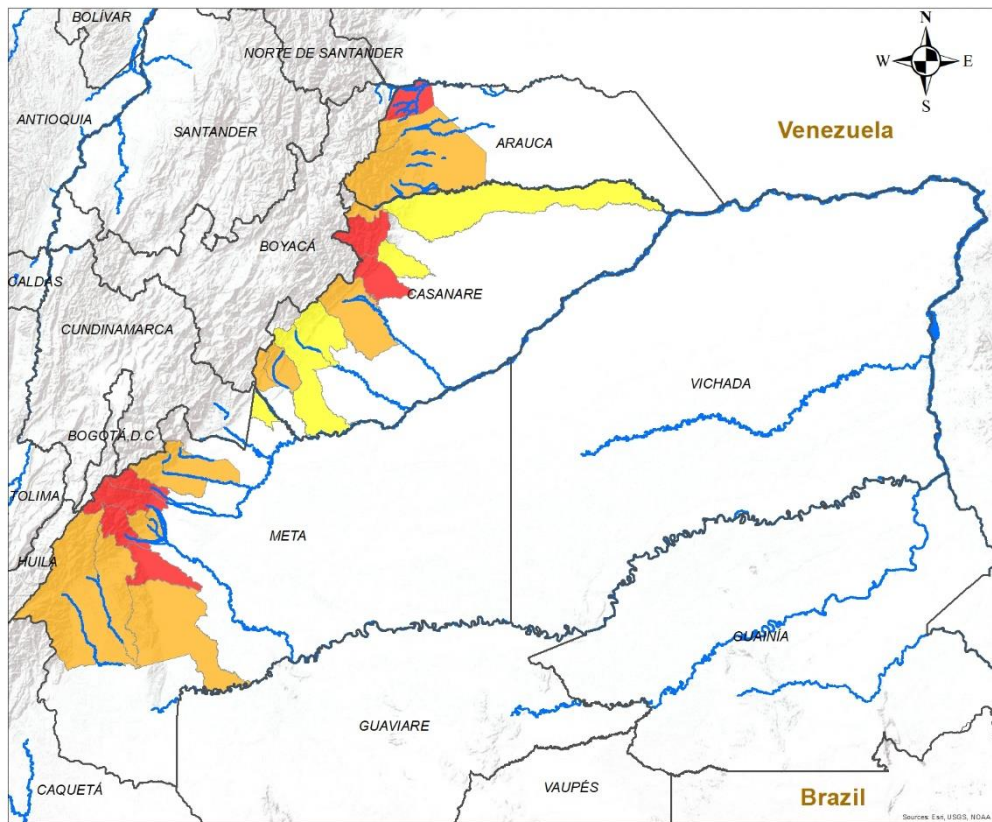 BOLÍVAR
N
NORTE DE SANTANDER
W
E
S
ANTIOQUIA
SANTANDER
ARAUCA
Venezuela
BOYACÁ
CALDAS
CASANARE
CUNDINAMARCA
VICHADA
BOGOTÁ D.C
TOLIMA
META
HUILA
GUAINÍA
GUAVIARE
CAQUETÁ
VAUPÉS
Brazil
Sources: Esri, USGS, NOAA